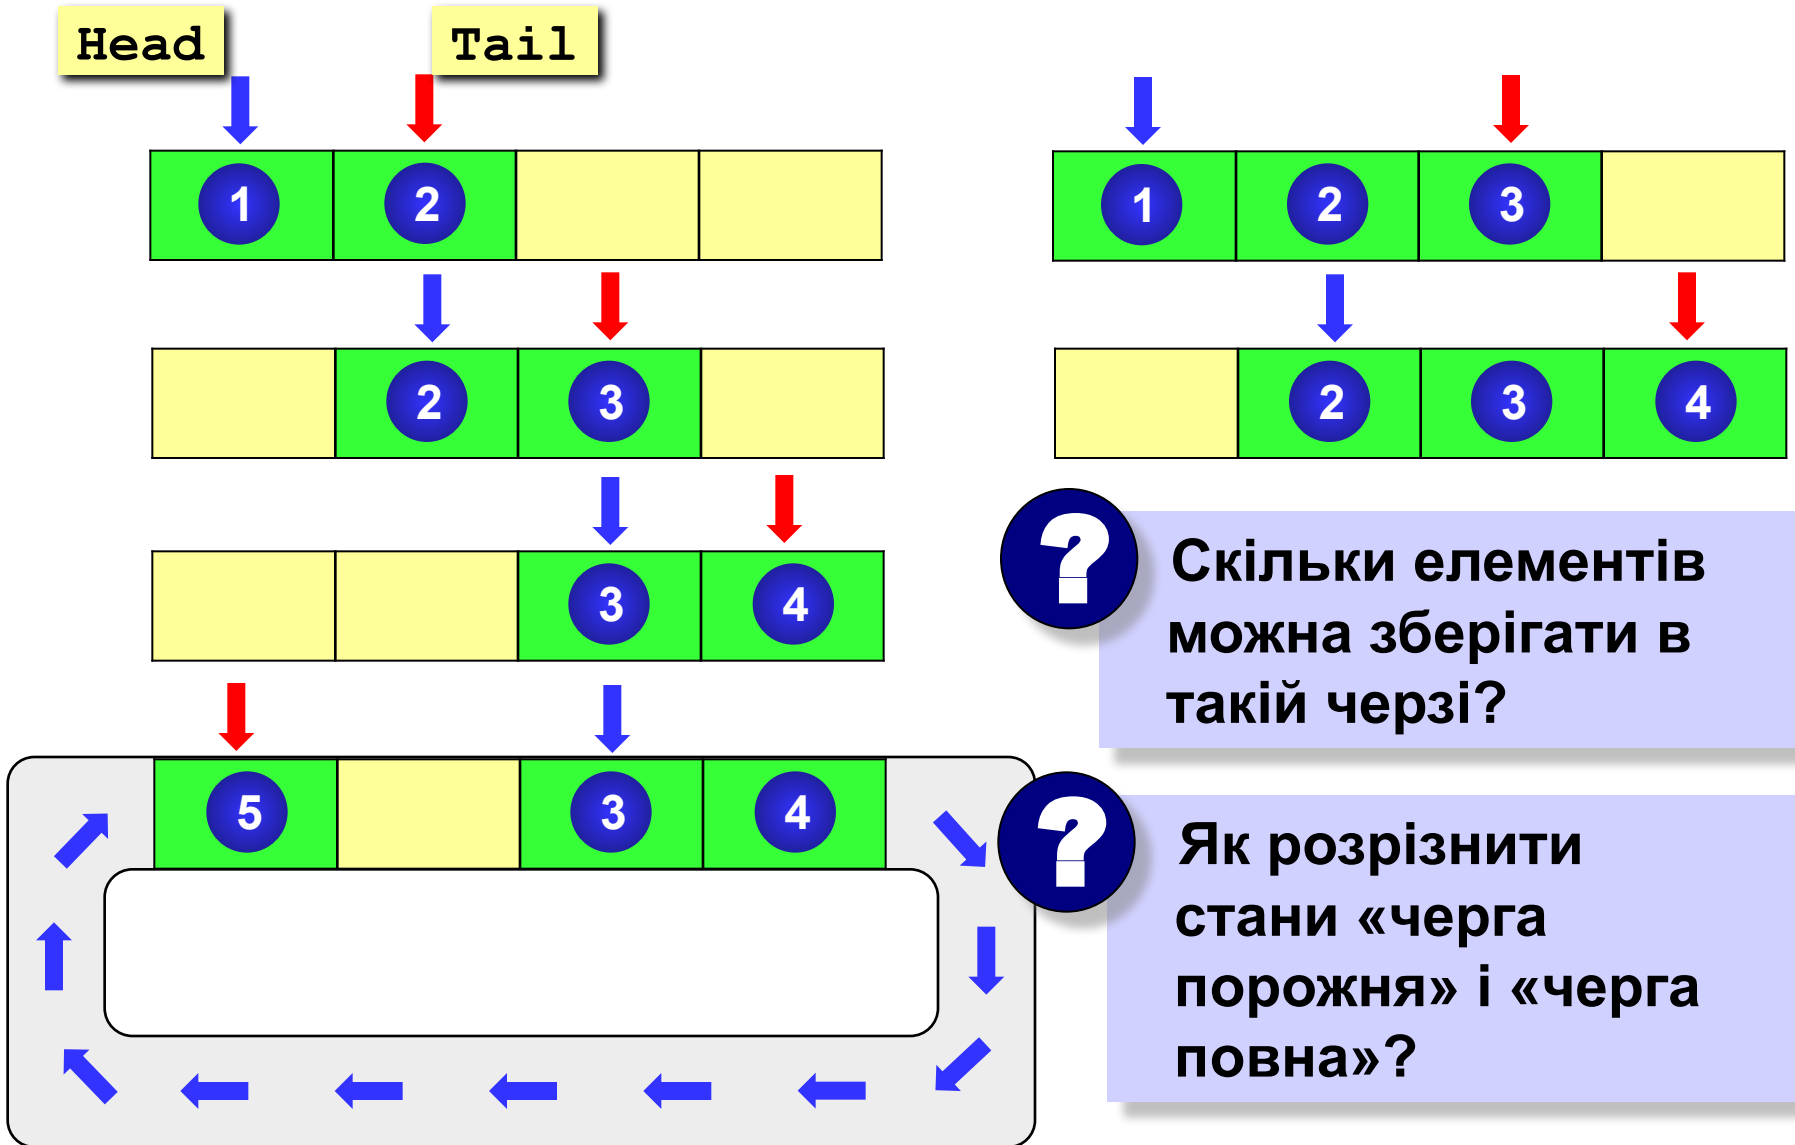 Head Tail
1 2
1 2 3
2 3
2 3 4
3 4
Скільки елементів
можна зберігати в
такій черзі?
5 3 4
Як розрізнити
стани «черга
порожня» і «черга
повна»?
?
?